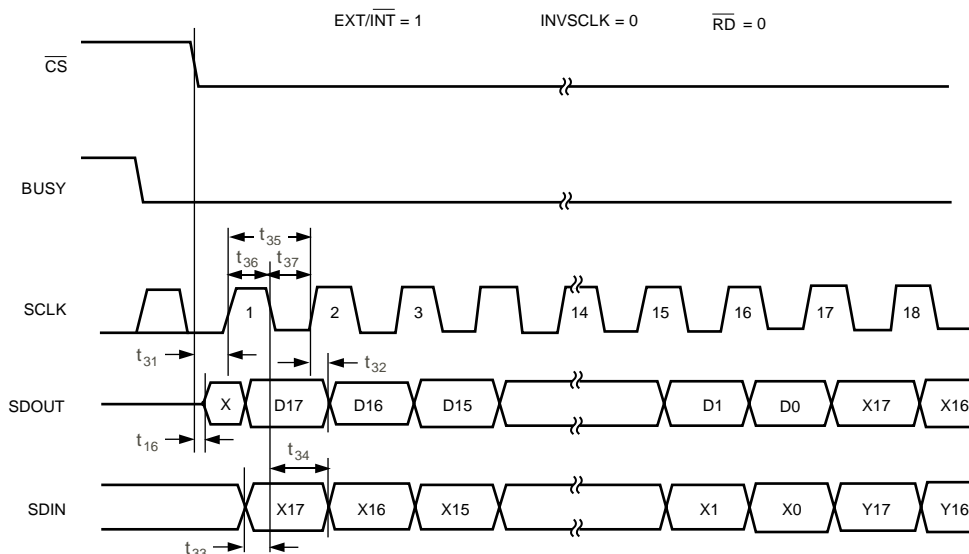 EXT/INT = 1 INVSCLK = 0 RD = 0
CS
BUSY
t35
t36 t37
SCLK 1 2 3 14 15 16 17 18
t31 t32
SDOUT X D17 D16 D15 D1 D0 X17 X16
t16 t34
SDIN X17 X16 X15 X1 X0 Y17 Y16
t33